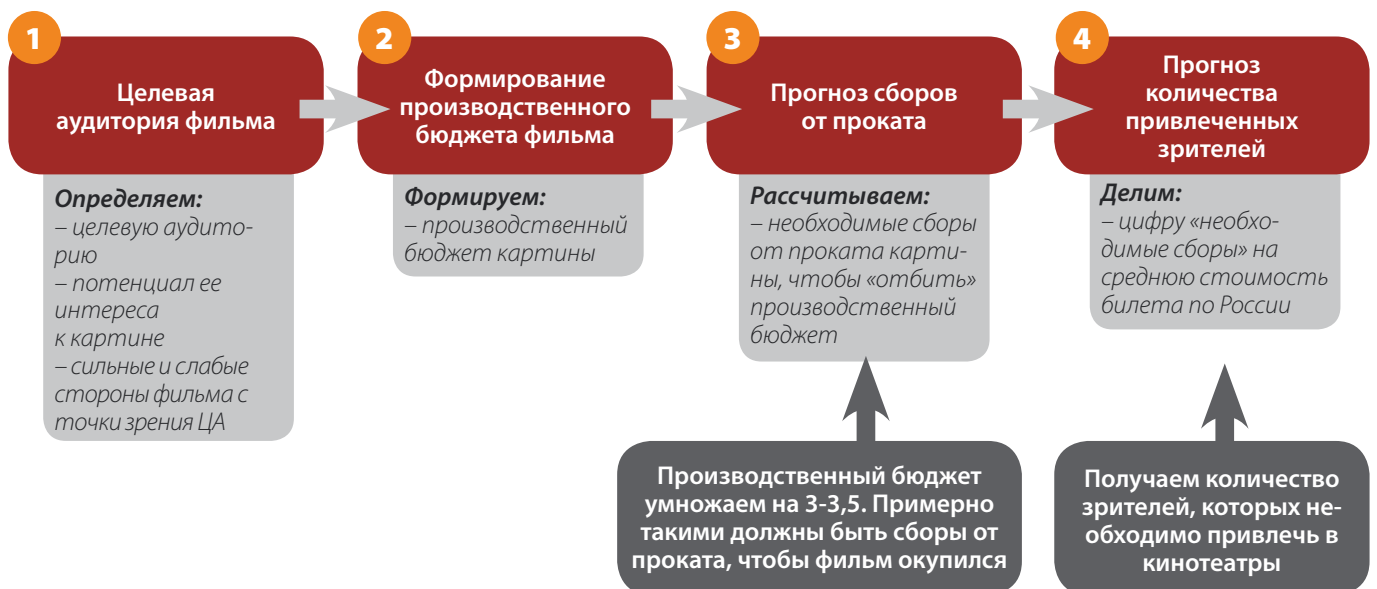 1
Целевая
аудитория фильма
Определяем:
– целевую аудито-
рию
– потенциал ее
интереса
к картине
– сильные и слабые
стороны фильма с
точки зрения ЦА
2
Формирование
производственного
бюджета фильма
Формируем:
– производственный
бюджет картины
3
Прогноз сборов
от проката
Рассчитываем:
– необходимые сборы
от проката карти-
ны, чтобы «отбить»
производственный
бюджет
Производственный бюджет
умножаем на 3-3,5. Примерно
такими должны быть сборы от
проката, чтобы фильм окупился
4
Прогноз
количества
привлеченных
зрителей
Делим:
– цифру «необхо-
димые сборы» на
среднюю стоимость
билета по России
Получаем количество
зрителей, которых не-
обходимо привлечь в
кинотеатры